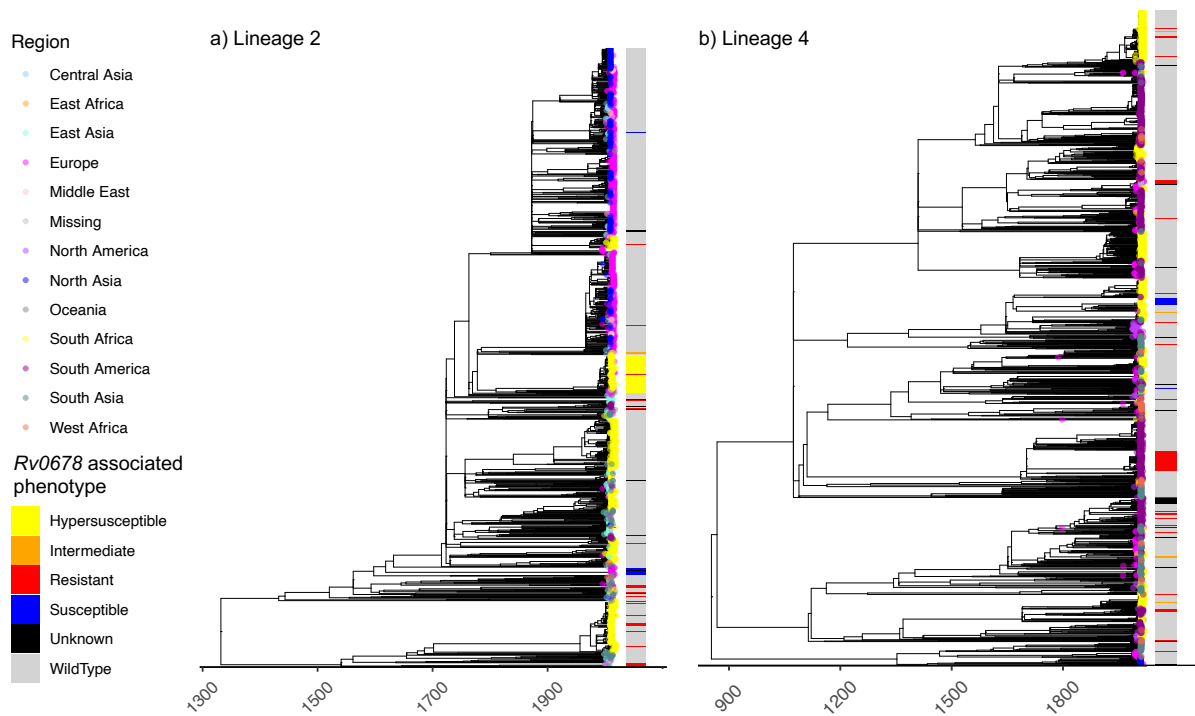 Region
Central Asia
East Africa
East Asia
Europe
Middle East
Missing
North America
North Asia
Oceania
South Africa
South America
South Asia
West Africa
Rv0678 associated
phenotype
Hypersusceptible
Intermediate
Resistant
Susceptible
Unknown
WildType
a) Lineage 2
1300
1500
1700
1900
b) Lineage 4
900
1200
1500
1800